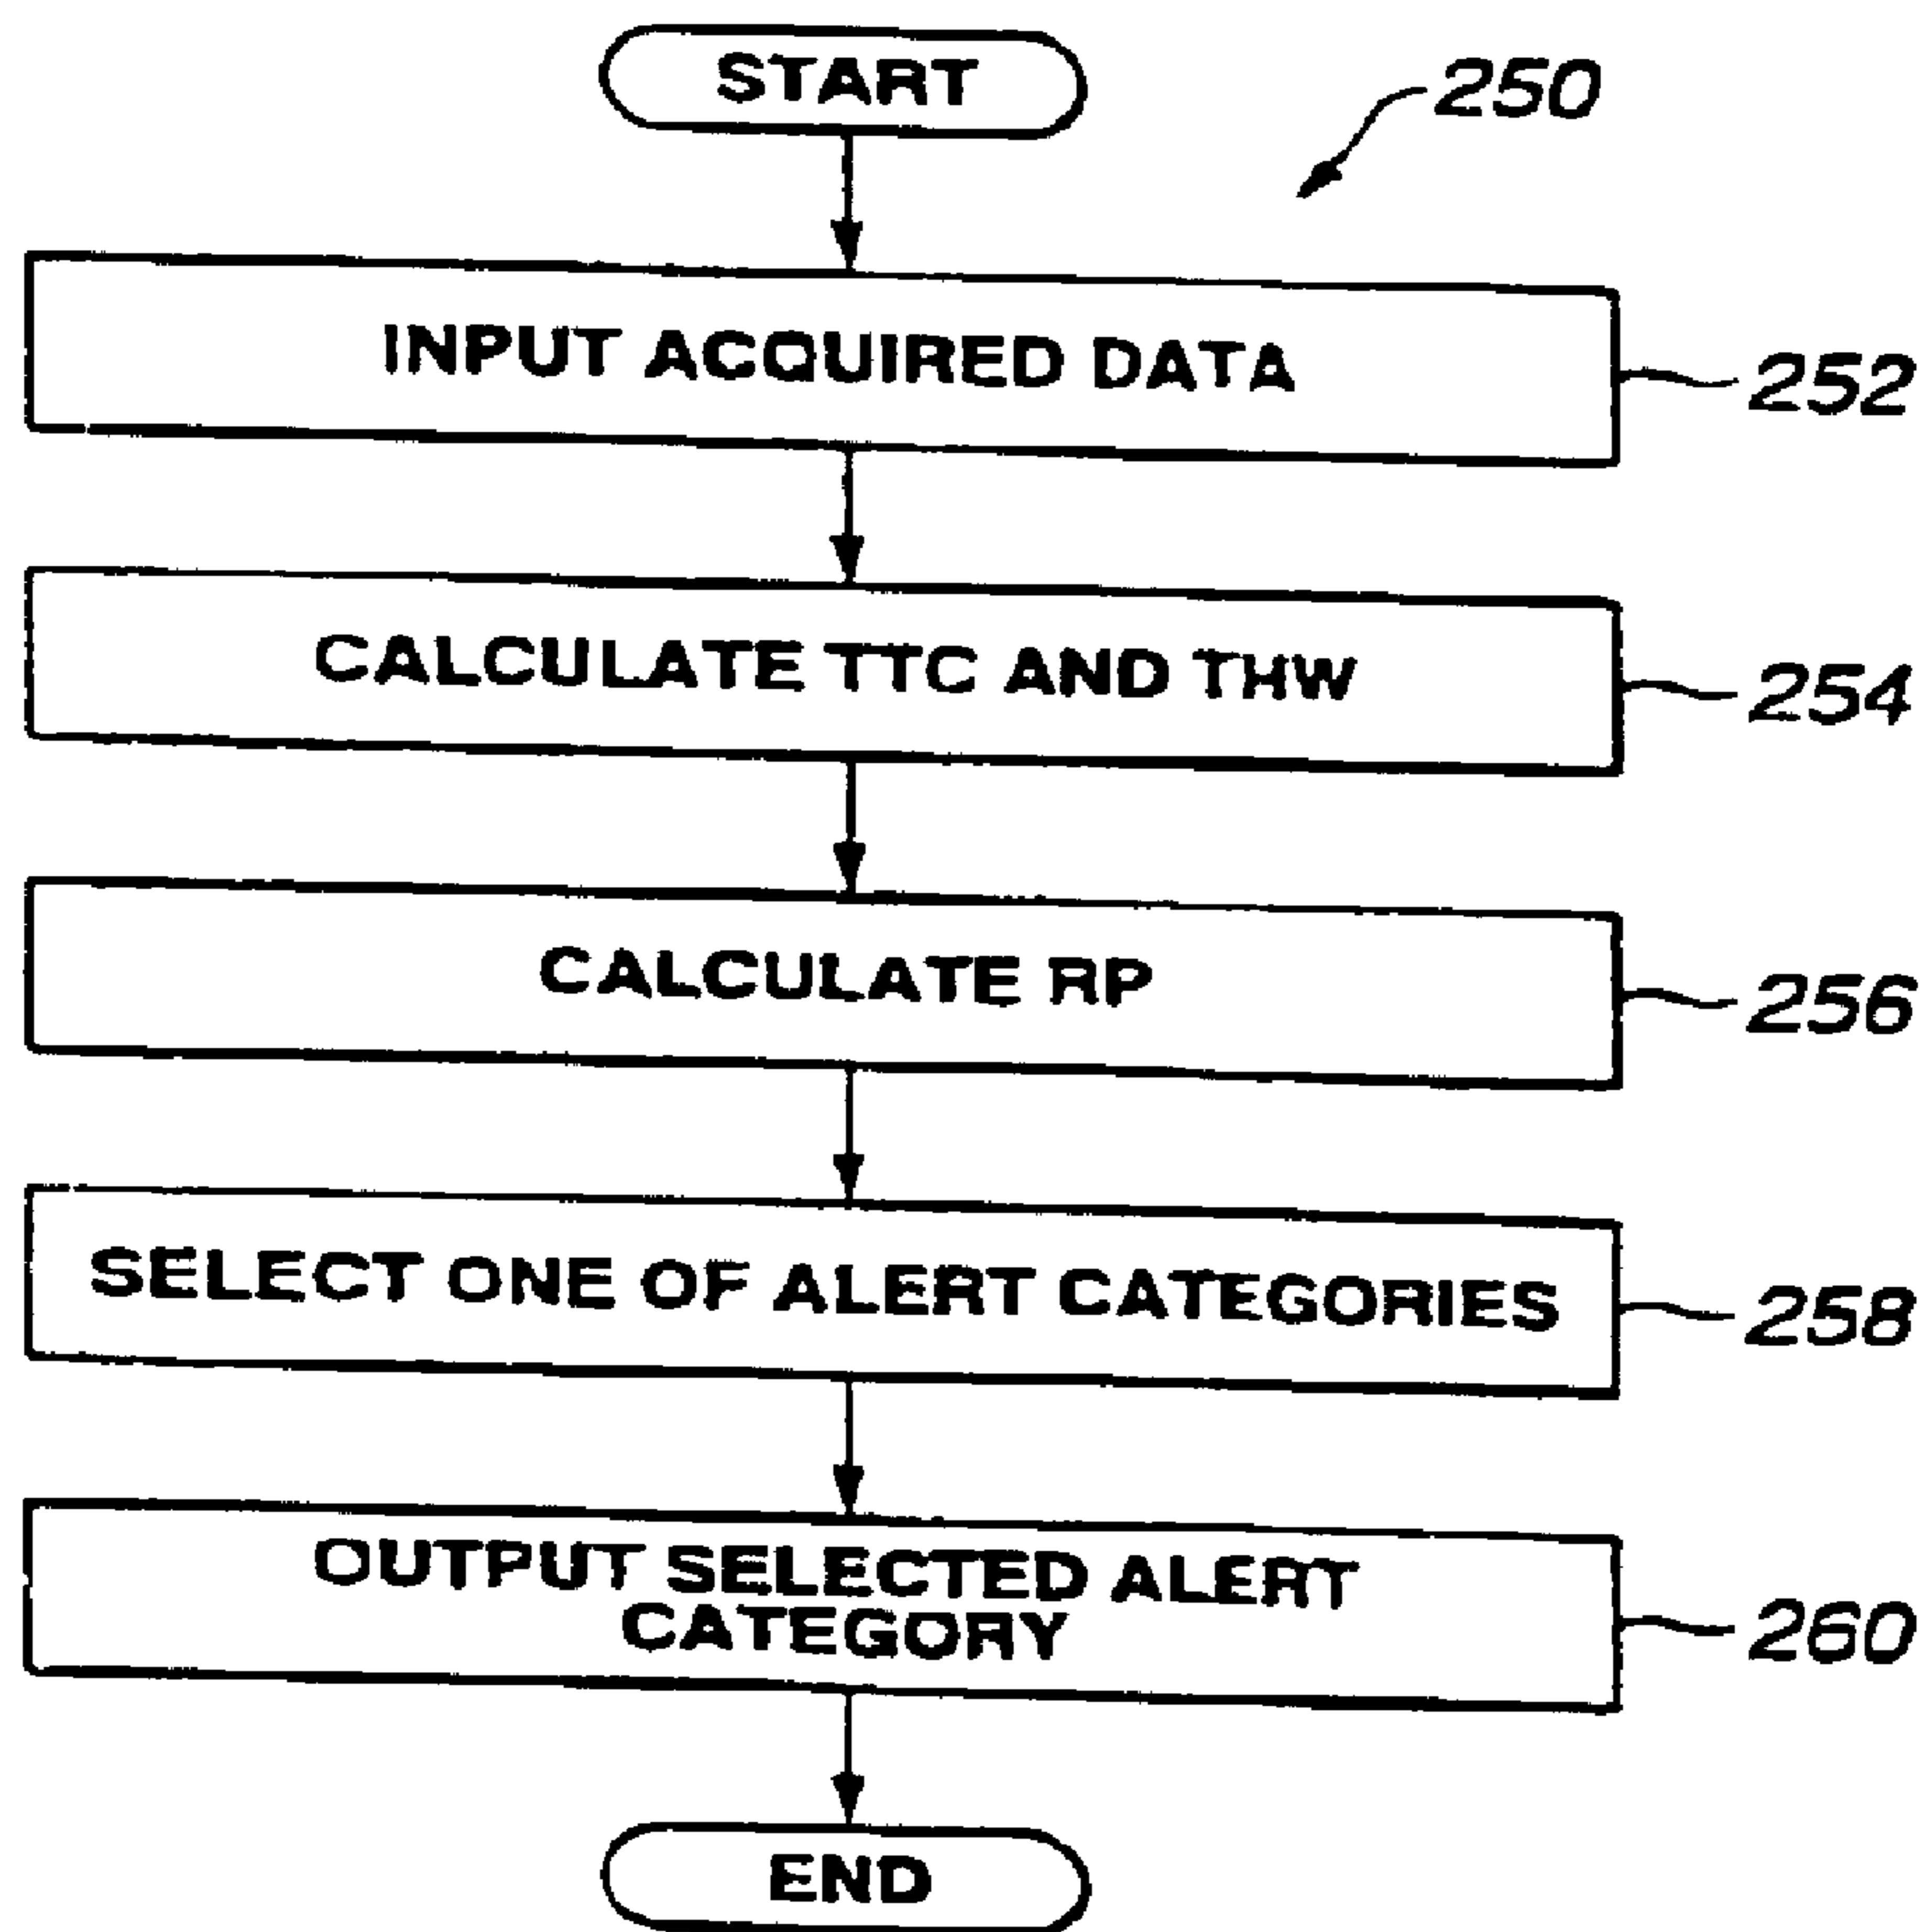 START
250
INPUT ACQUIRED DATA
252
CALCULATE TTC AND THW
254
CALCULATE RP
256
SELECT ONE OF ALERT CATEGORIES
258
OUTPUT SELECTED ALERT
CATEGORY
260
END